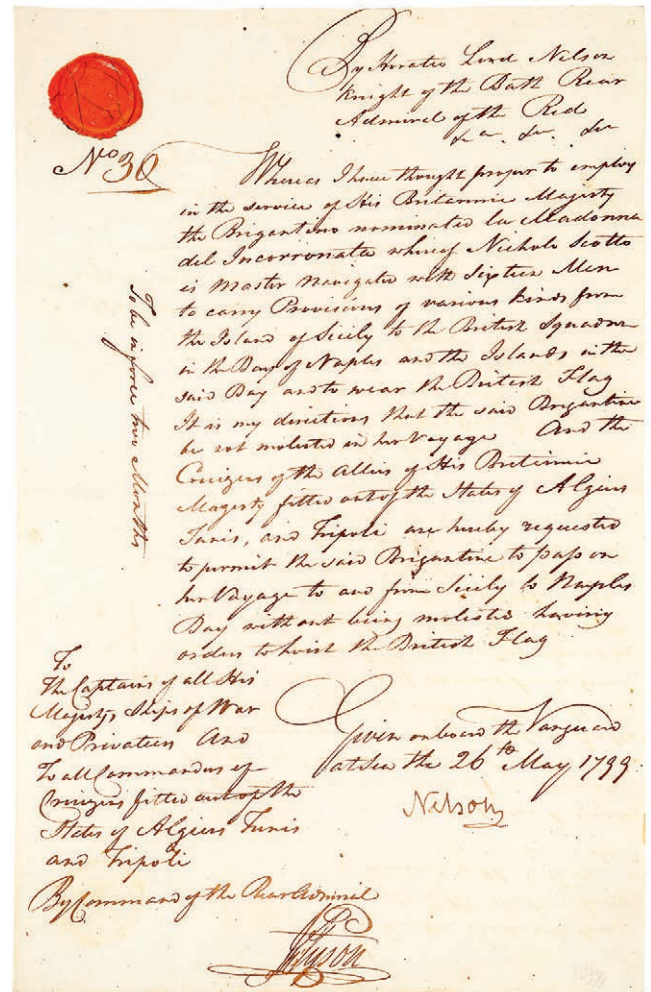 By Horatio Lord Nelson
Knight of the Bath Rear
Admiral of the Red
&c &c &c
No 30
Whereas I have thought proper to employ
in the service of His Britannic Majesty
the Brigantine nominated la Madonna
del Incorronata whereof Nichola Scotto
is Master Navigated with Sixteen Men
to carry Provisions of various kinds from
the Island of Sicily to the British Squadron
in the Bay of Naples and the Islands in the
said Bay and to wear the British Flag
It is my directions that the said Brigantine
be not molested in her Voyage And the
Cruizers of the Allies of His Britannic
Majesty fitted out of the States of Algiers
Tunis, and Tripoli are hereby requested
to permit the said Brigantine to pass on
her Voyage to and from Sicily to Naples
Bay without being molested having
orders to hoist the British Flag
To be in force two Months
Given onboard the Vanguard
at Sea the 26th May 1799
Nelson
To
The Captains of all His
Majestys Ships of War
and Privateers And
To all Commanders of
Cruizers fitted out of the
States of Algiers Tunis
and Tripoli
By Command of the Rear Admiral
Jno Tyson